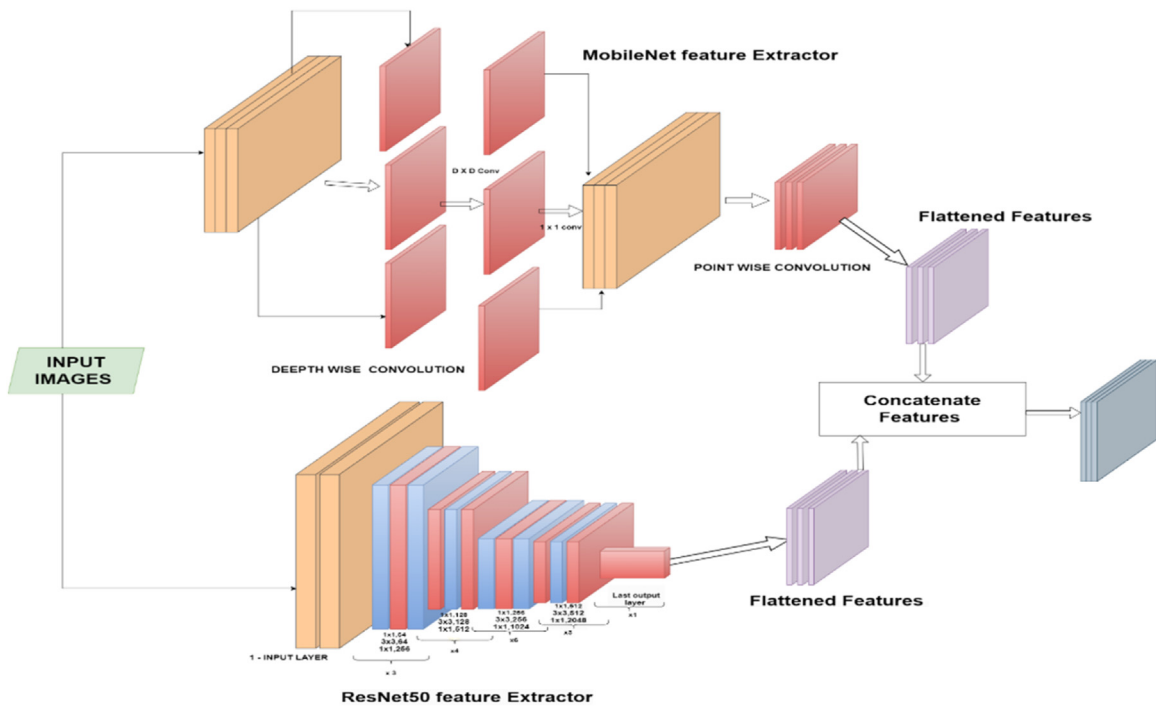 MobileNet feature Extractor
D X D Conv
1 x 1 conv
Flattened Features
POINT WISE CONVOLUTION
INPUT
IMAGES
DEEPTH WISE CONVOLUTION
Concatenate
Features
Flattened Features
Last output
layer
x1
1x1,512
3x3,512
1x1,2048
x3
1x1,256
3x3,256
1x1,1024
x6
1x1,128
3x3,128
1x1,512
x4
1x1,64
3x3,64
1x1,256
x 3
1 - INPUT LAYER
ResNet50 feature Extractor